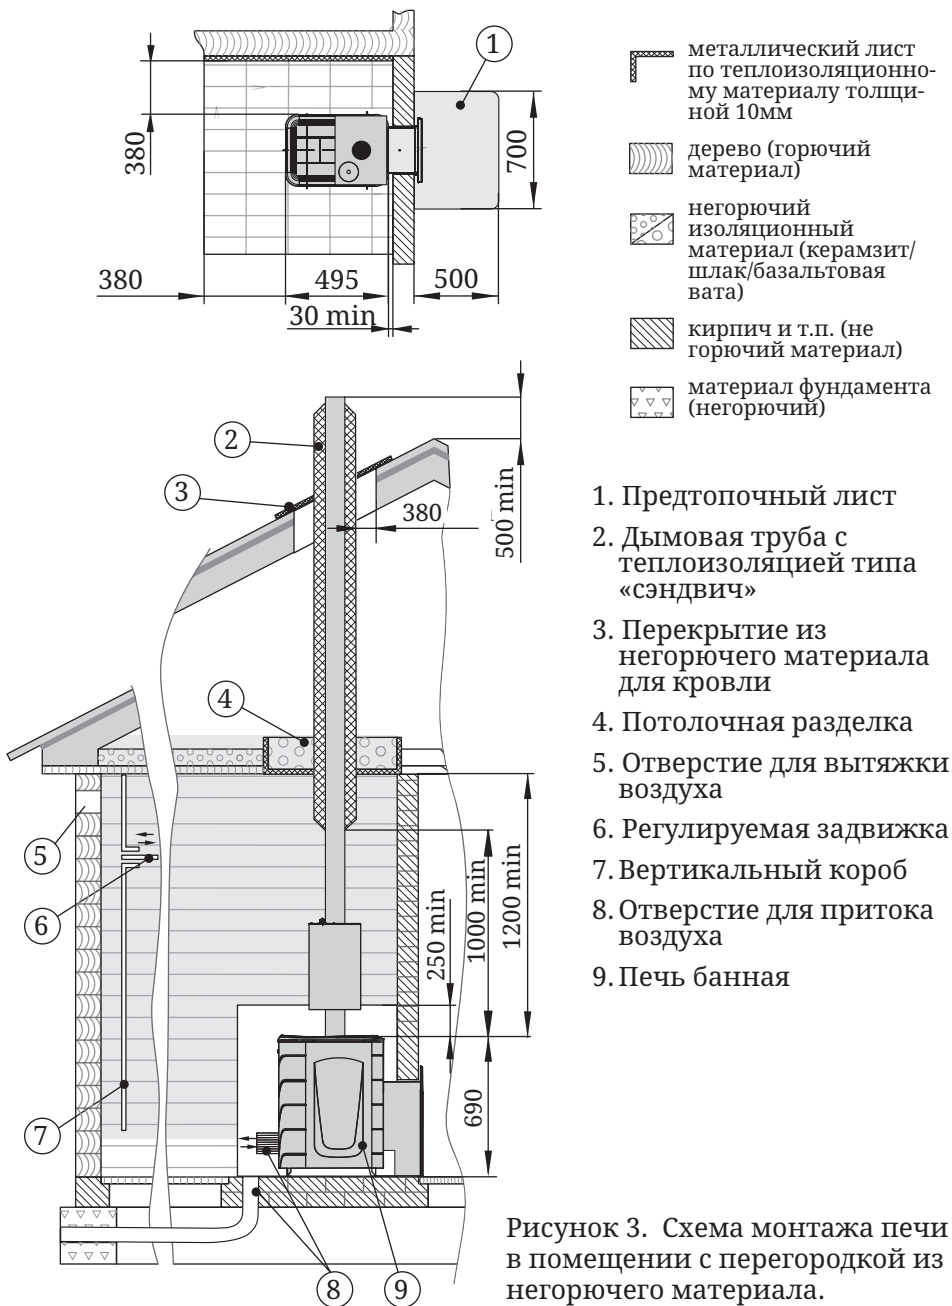 1
380
700
380
495
500
30 min
металлический лист
по теплоизоляционно-
му материалу толщи-
ной 10мм
дерево (горючий
материал)
негорючий
изоляционный
материал (керамзит/
шлак/базальтовая
вата)
кирпич и т.п. (не
горючий материал)
материал фундамента
(негорючий)
2
3
380
500 min
4
5
6
7
250 min
1000 min
1200 min
690
8
9
1. Предтопочный лист
2. Дымовая труба с
теплоизоляцией типа
«сэндвич»
3. Перекрытие из
негорючего материала
для кровли
4. Потолочная разделка
5. Отверстие для вытяжки
воздуха
6. Регулируемая задвижка
7. Вертикальный короб
8. Отверстие для притока
воздуха
9. Печь банная
Рисунок 3. Схема монтажа печи
в помещении с перегородкой из
негорючего материала.